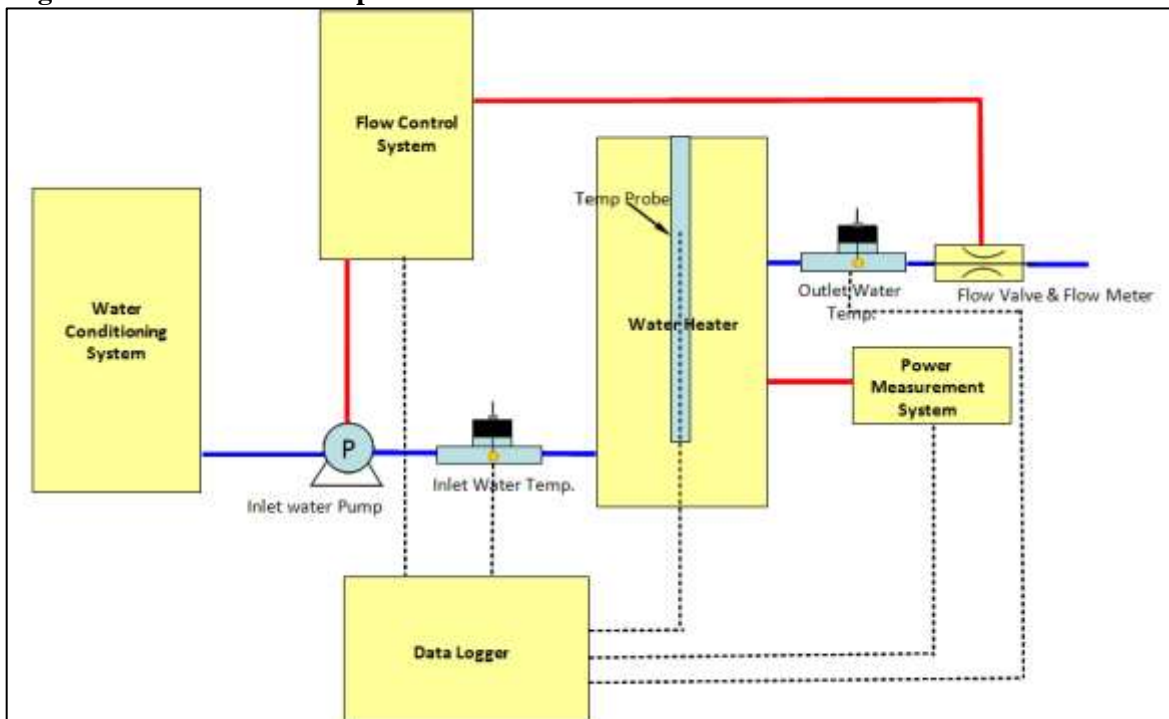 Flow Control
System
Temp Probe
Water
Conditioning
System
Water Heater
Outlet Water
Temp.
Flow Valve & Flow Meter
Power
Measurement
System
P
Inlet water Pump
Inlet Water Temp.
Data Logger